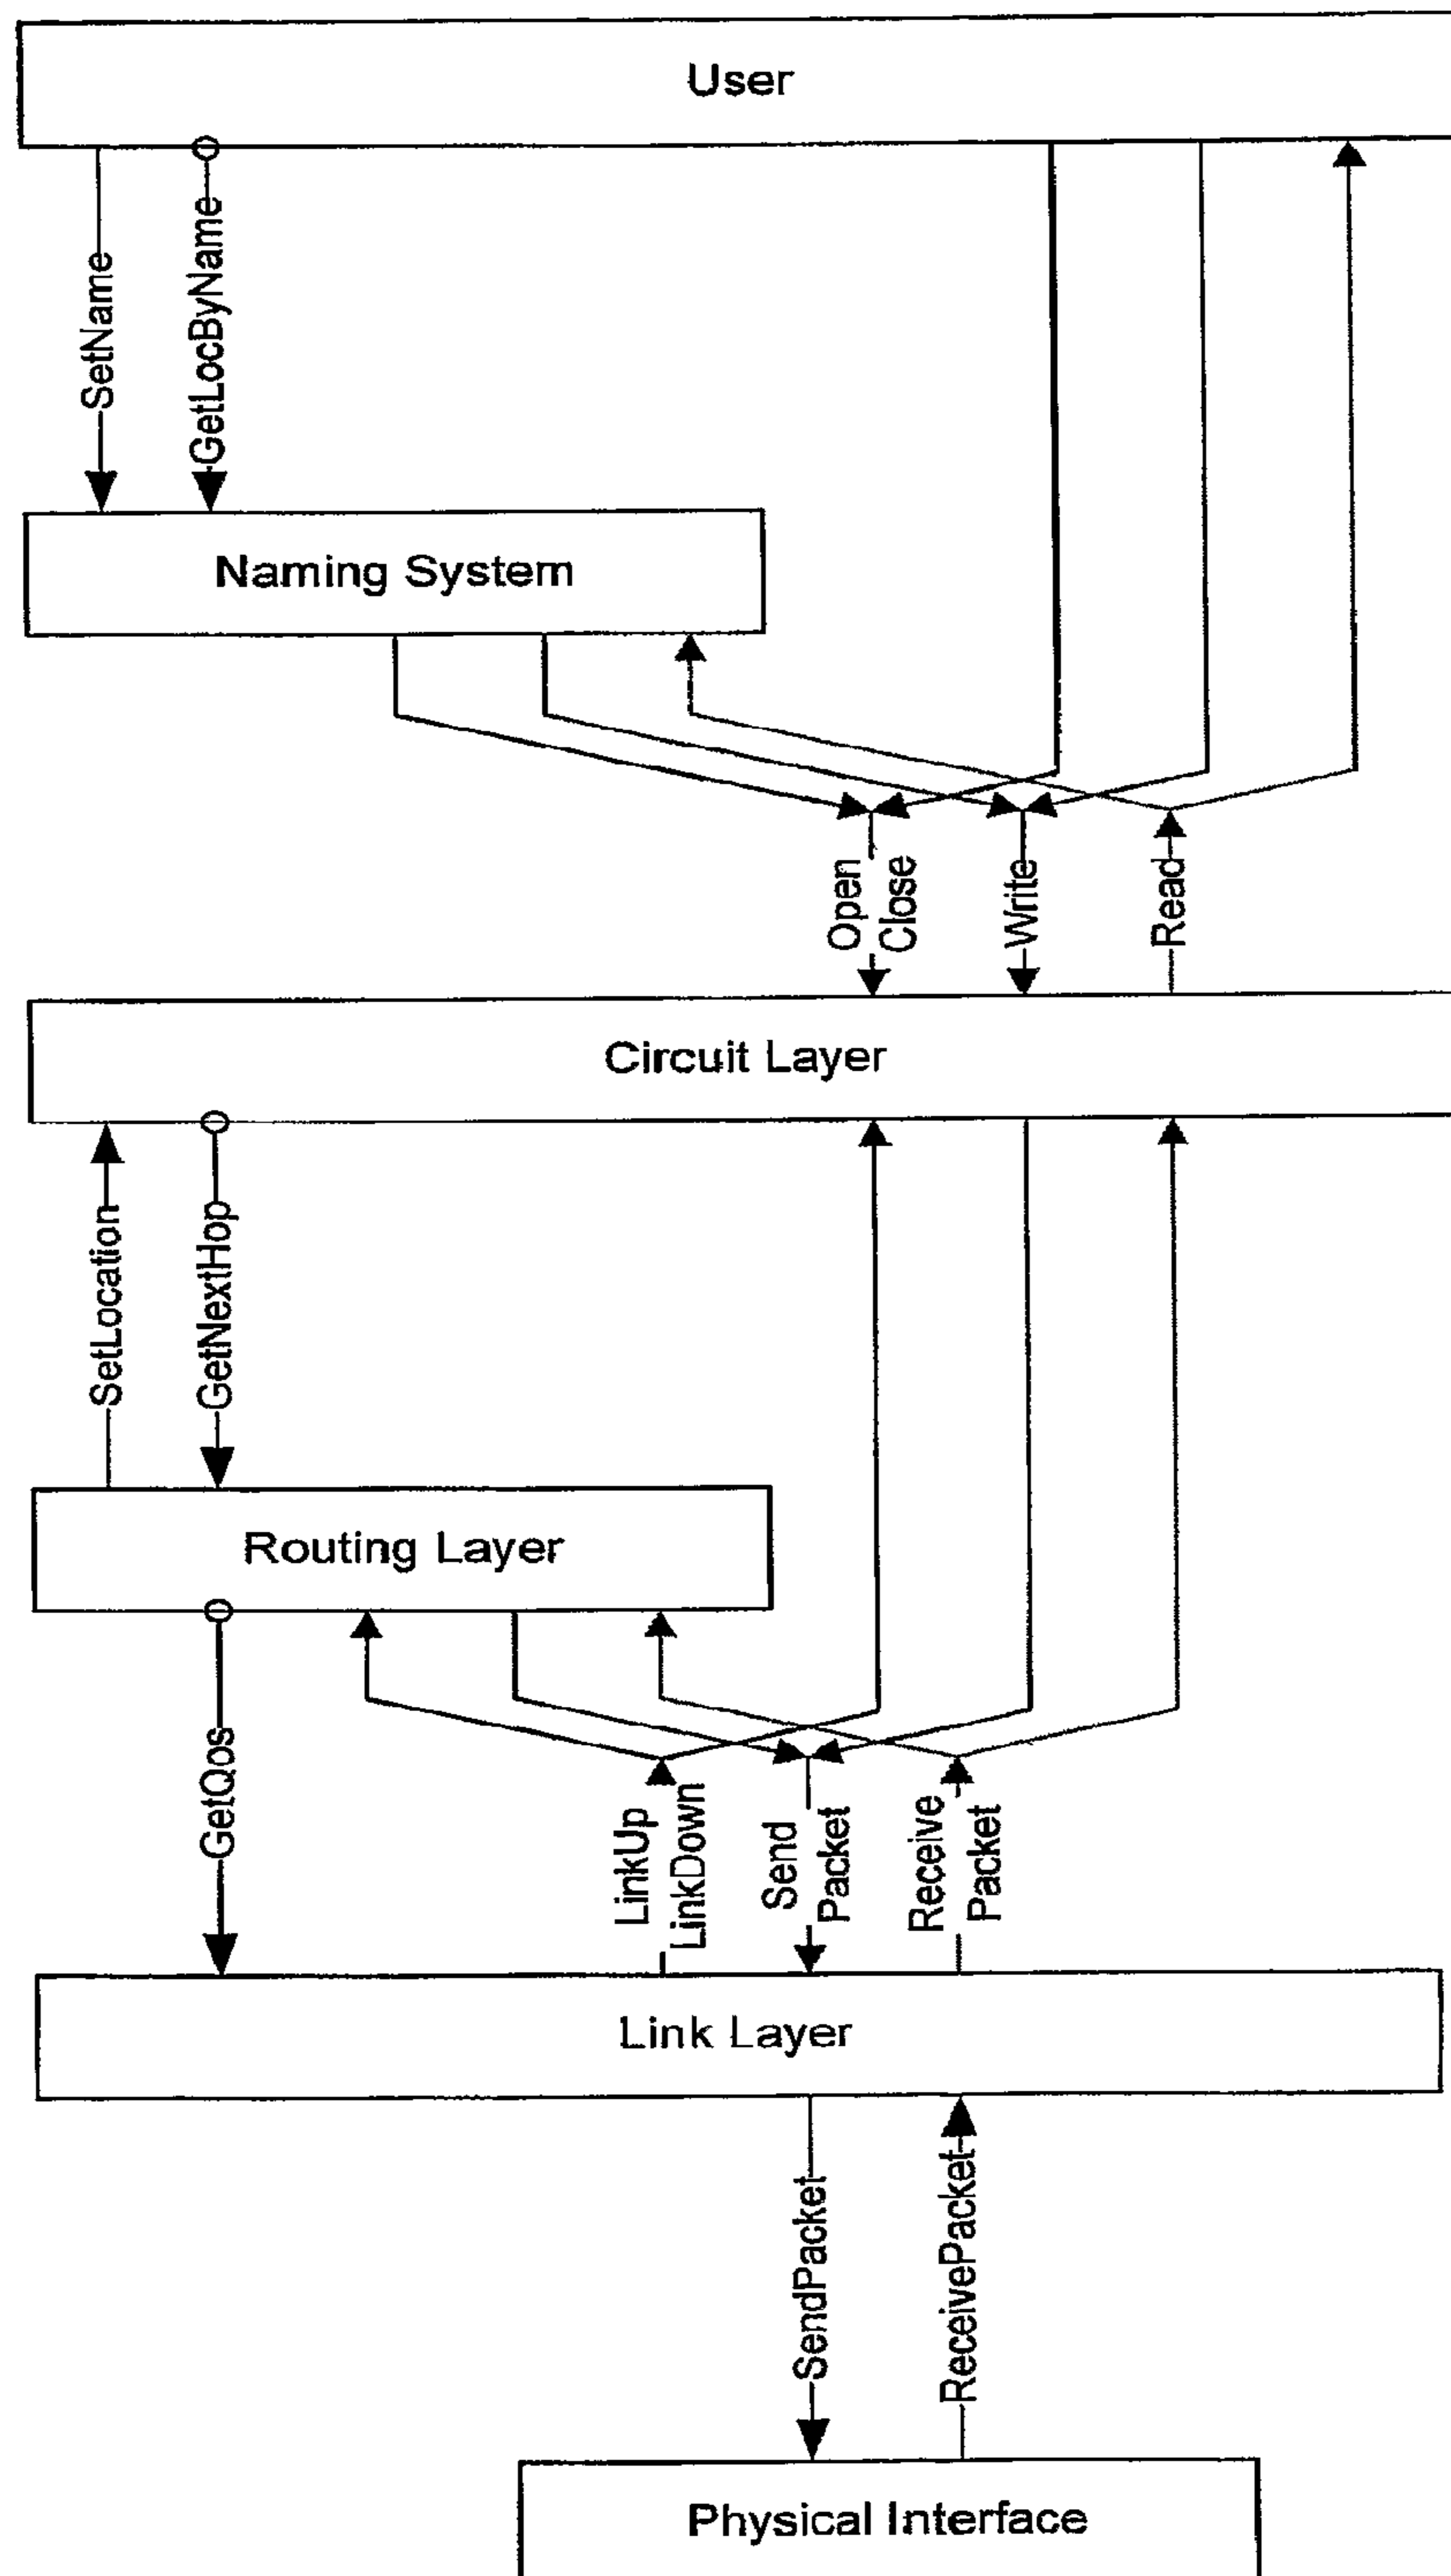 User
SetName
GetLocByName
Naming System
Open
Close
Write
Read
Circuit Layer
SetLocation
GetNextHop
Routing Layer
GetQos
LinkUp
LinkDown
Send
Packet
Receive
Packet
Link Layer
SendPacket
ReceivePacket
Physical Interface